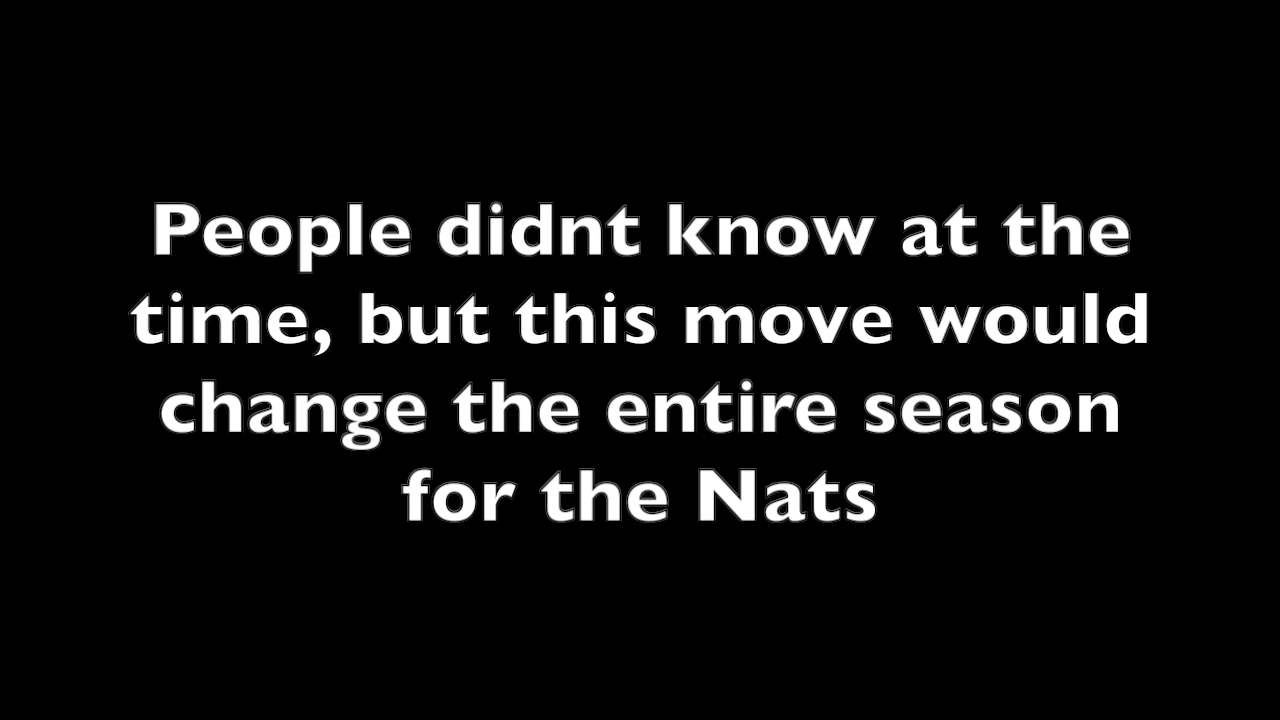 People didnt know at the
time, but this move would
change the entire season
for the Nats